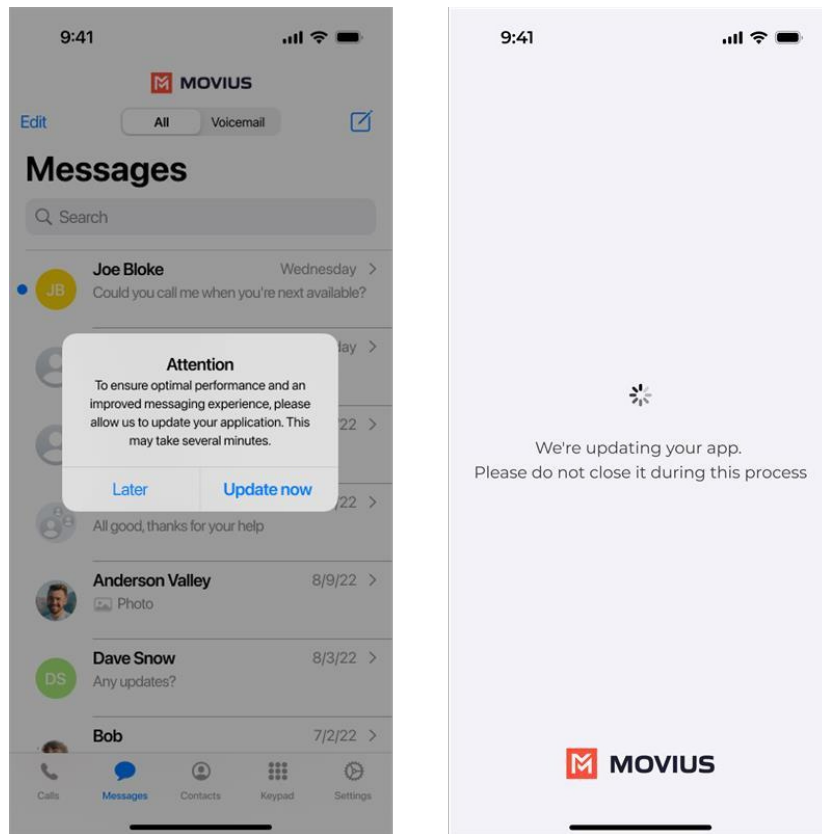 9:41
MOVIUS
Edit
All
Voicemail
Messages
Search
Joe Bloke
Wednesday
JB
Could you call me when you're next available?
Attention
To ensure optimal performance and an
improved messaging experience, please
allow us to update your application. This
may take several minutes.
Later
Update now
All good, thanks for your help
Anderson Valley
8/9/22
Photo
Dave Snow
8/3/22
DS
Any updates?
Bob
7/2/22
Calls
Messages
Contacts
Keypad
Settings
9:41
We're updating your app.
Please do not close it during this process
MOVIUS